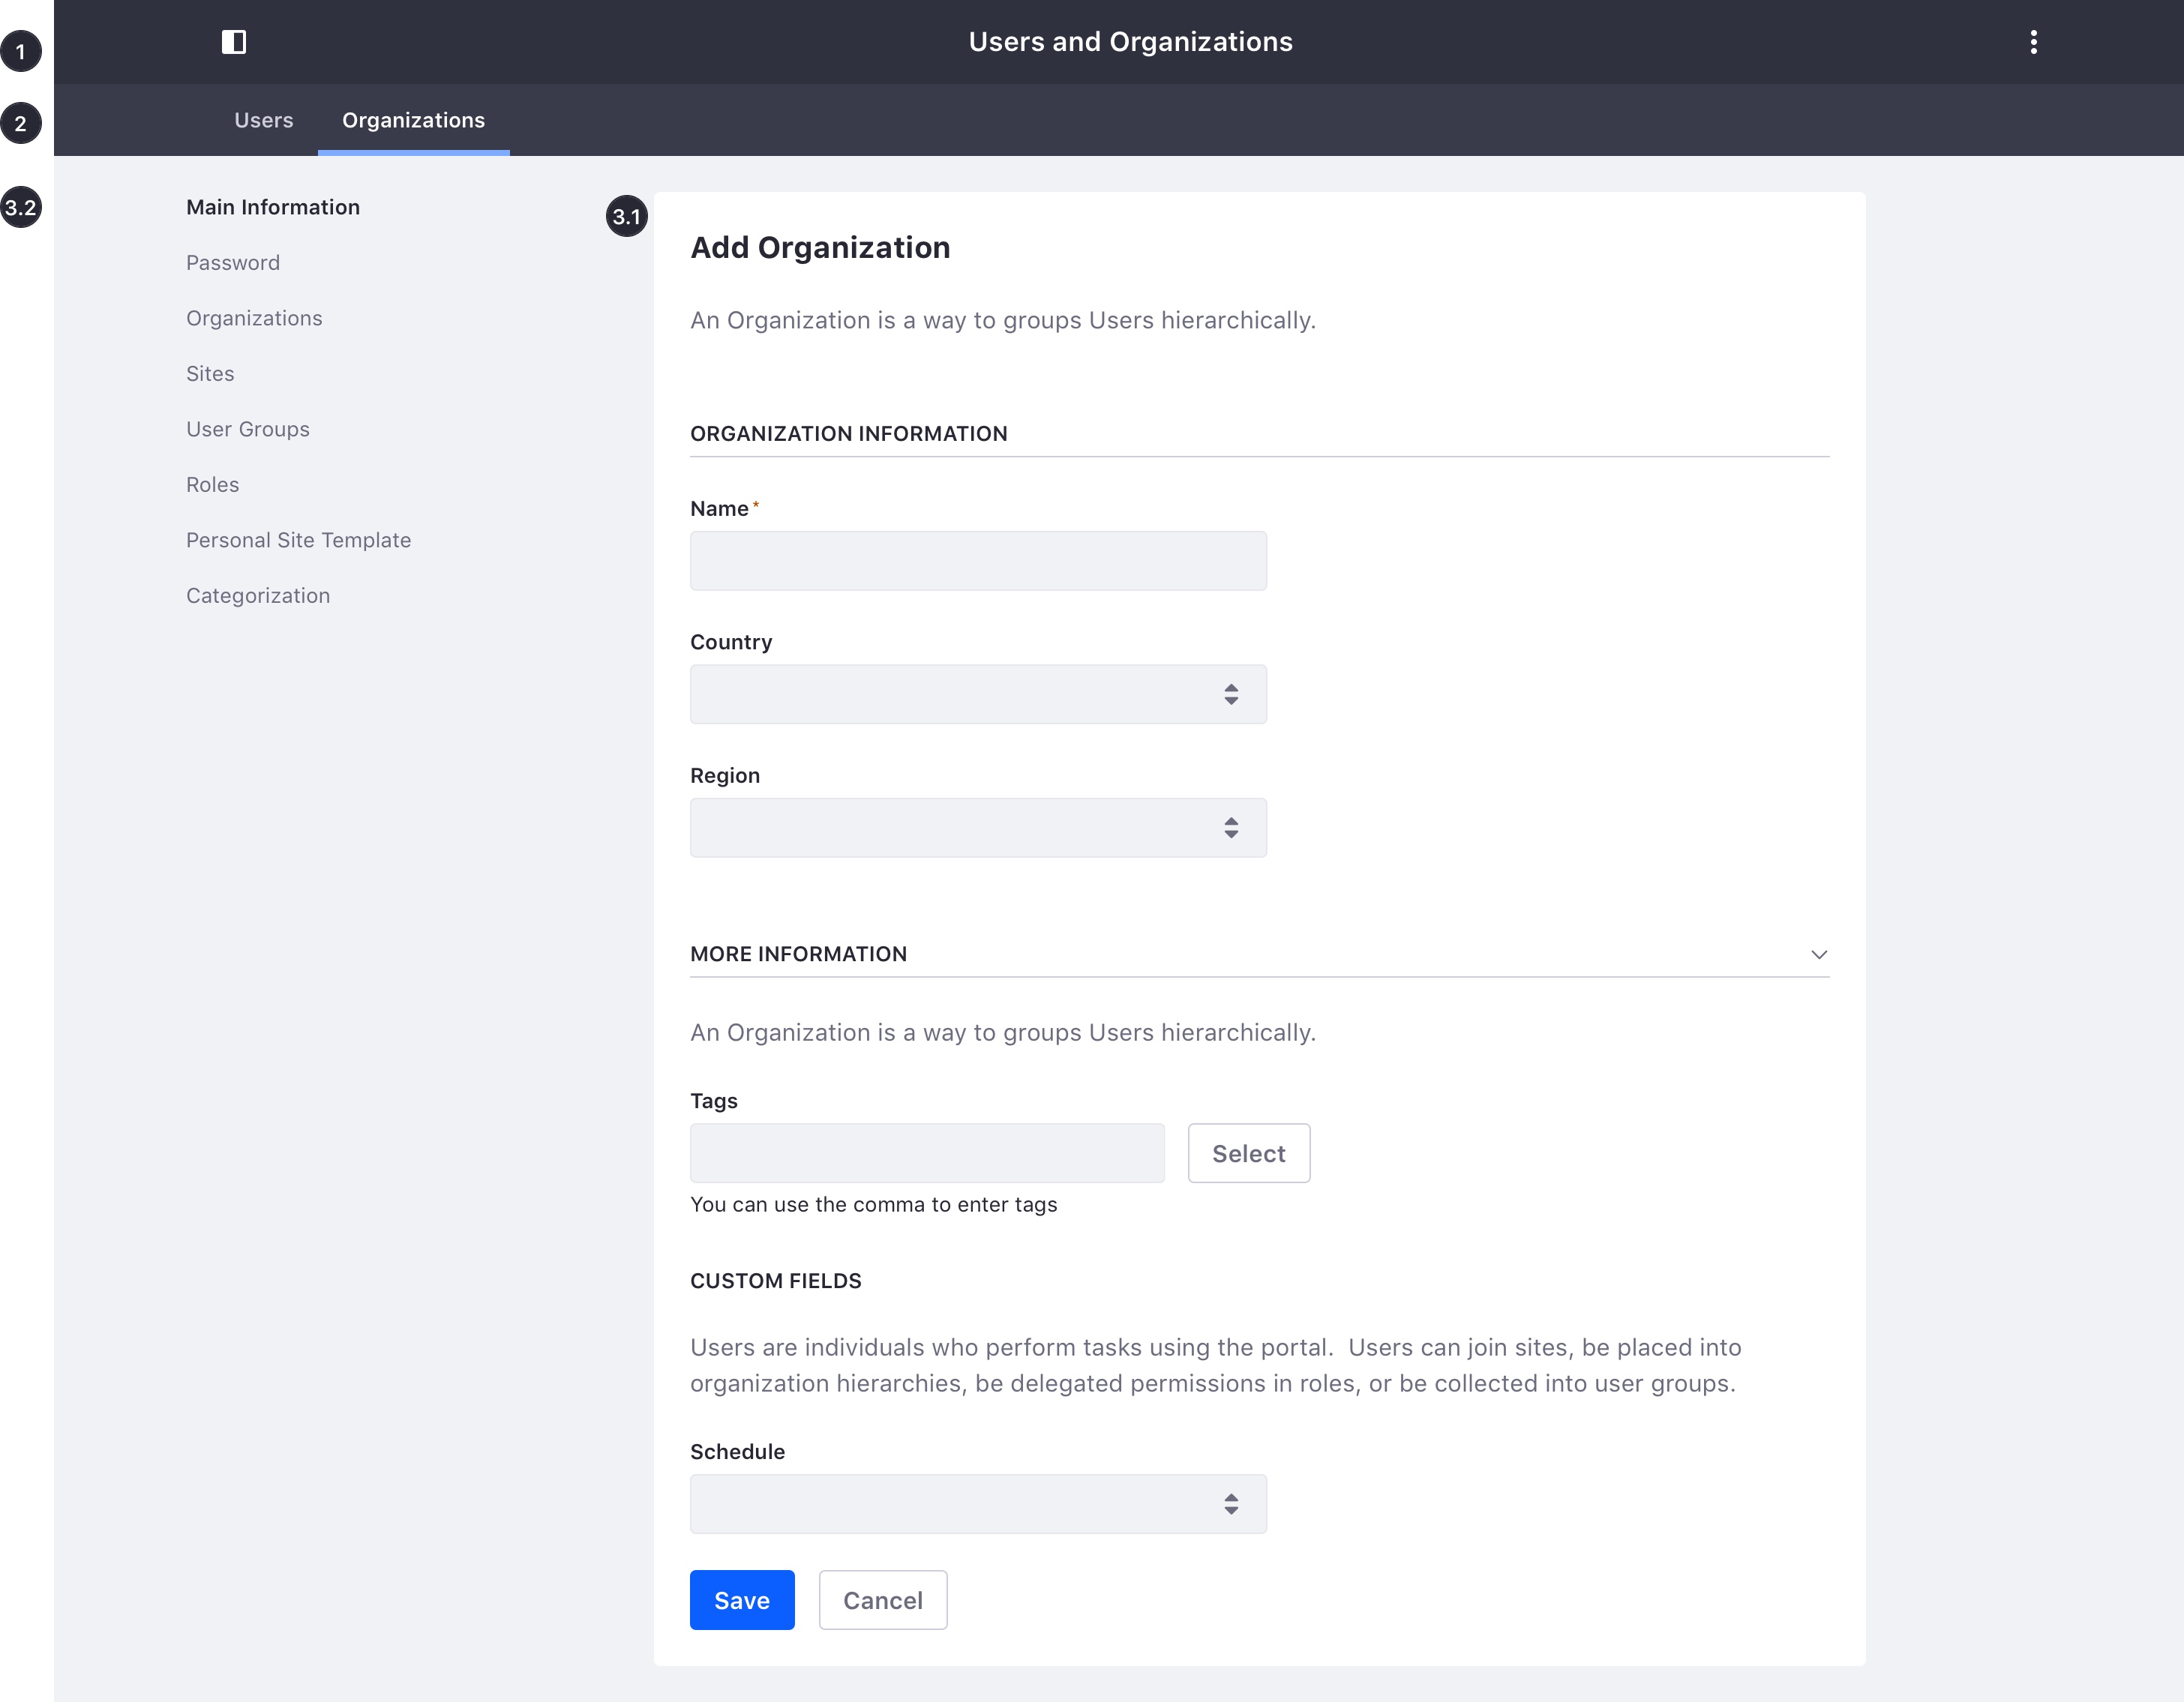 1
Users and Organizations
2
Users
Organizations
3.2
Main Information
Password
Organizations
Sites
User Groups
Roles
Personal Site Template
Categorization
3.1
Add Organization
An Organization is a way to groups Users hierarchically.
ORGANIZATION INFORMATION
Name*
Country
Region
MORE INFORMATION
An Organization is a way to groups Users hierarchically.
Tags
Select
You can use the comma to enter tags
CUSTOM FIELDS
Users are individuals who perform tasks using the portal.  Users can join sites, be placed into
organization hierarchies, be delegated permissions in roles, or be collected into user groups.
Schedule
Save
Cancel